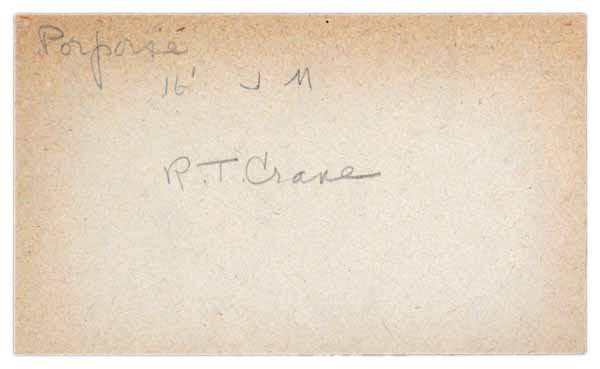 Porpoise
16' J M
R.T. Crane